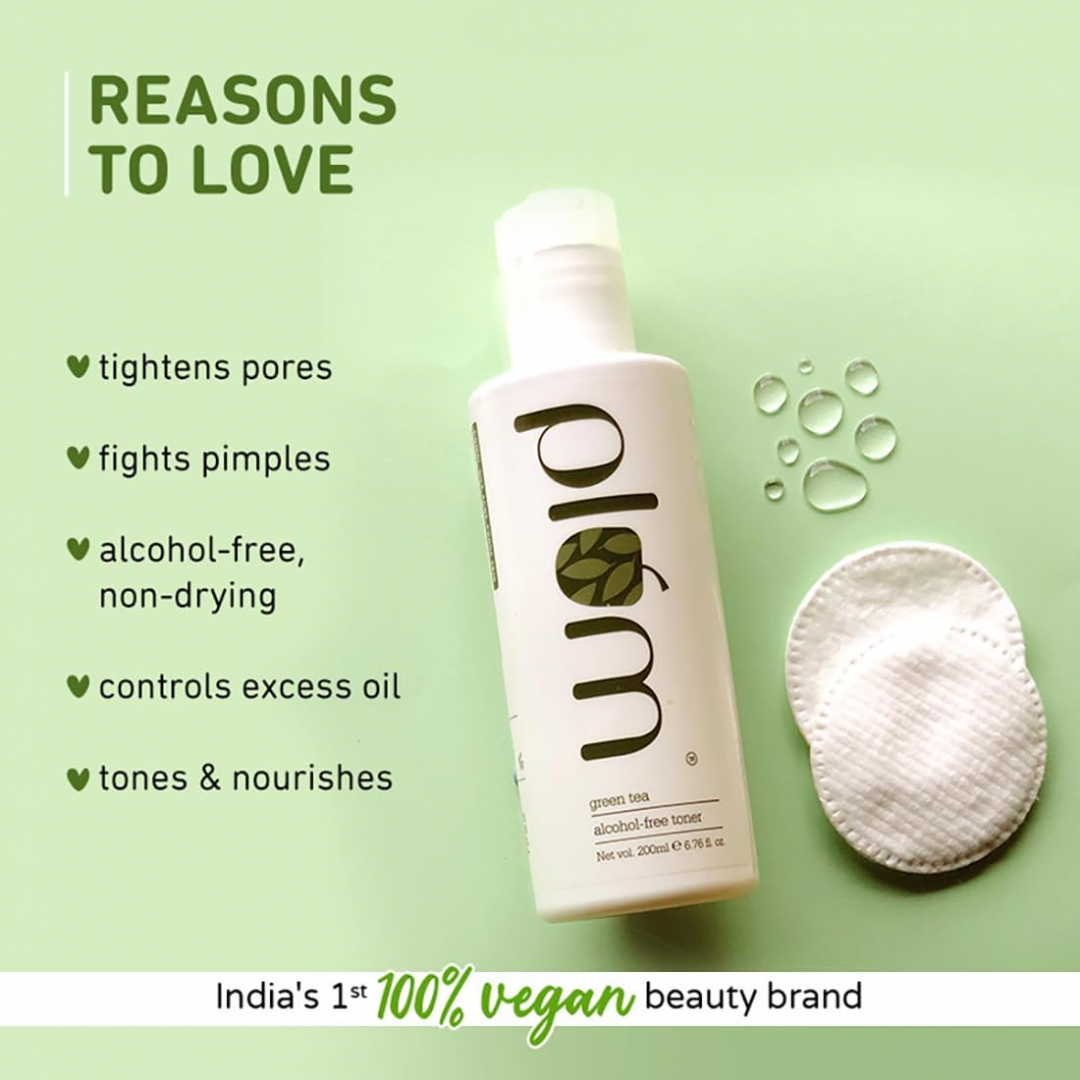 REASONS
TO LOVE
tightens pores
fights pimples
alcohol-free,
non-drying
controls excess oil
tones & nourishes
plum
green tea
alcohol-free toner
Net vol. 200ml ℮ 6.76 fl. oz.
India's 1st 100% vegan beauty brand